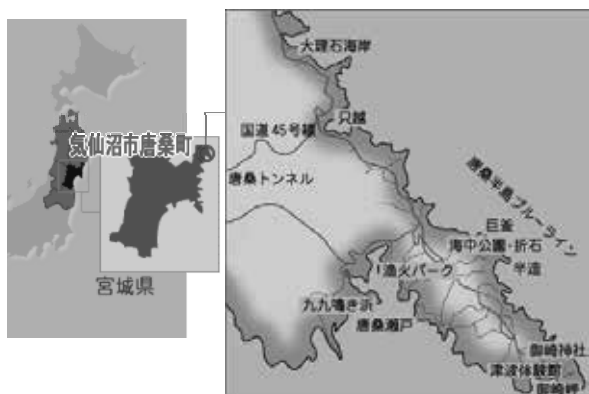 気仙沼市唐桑町
宮城県
大理石海岸
只越
国道45号線
唐桑トンネル
唐桑半島ブルーライン
巨釜
海中公園・折石
半造
漁火パーク
九九鳴き浜
唐桑瀬戸
御崎神社
津波体験館
御崎岬